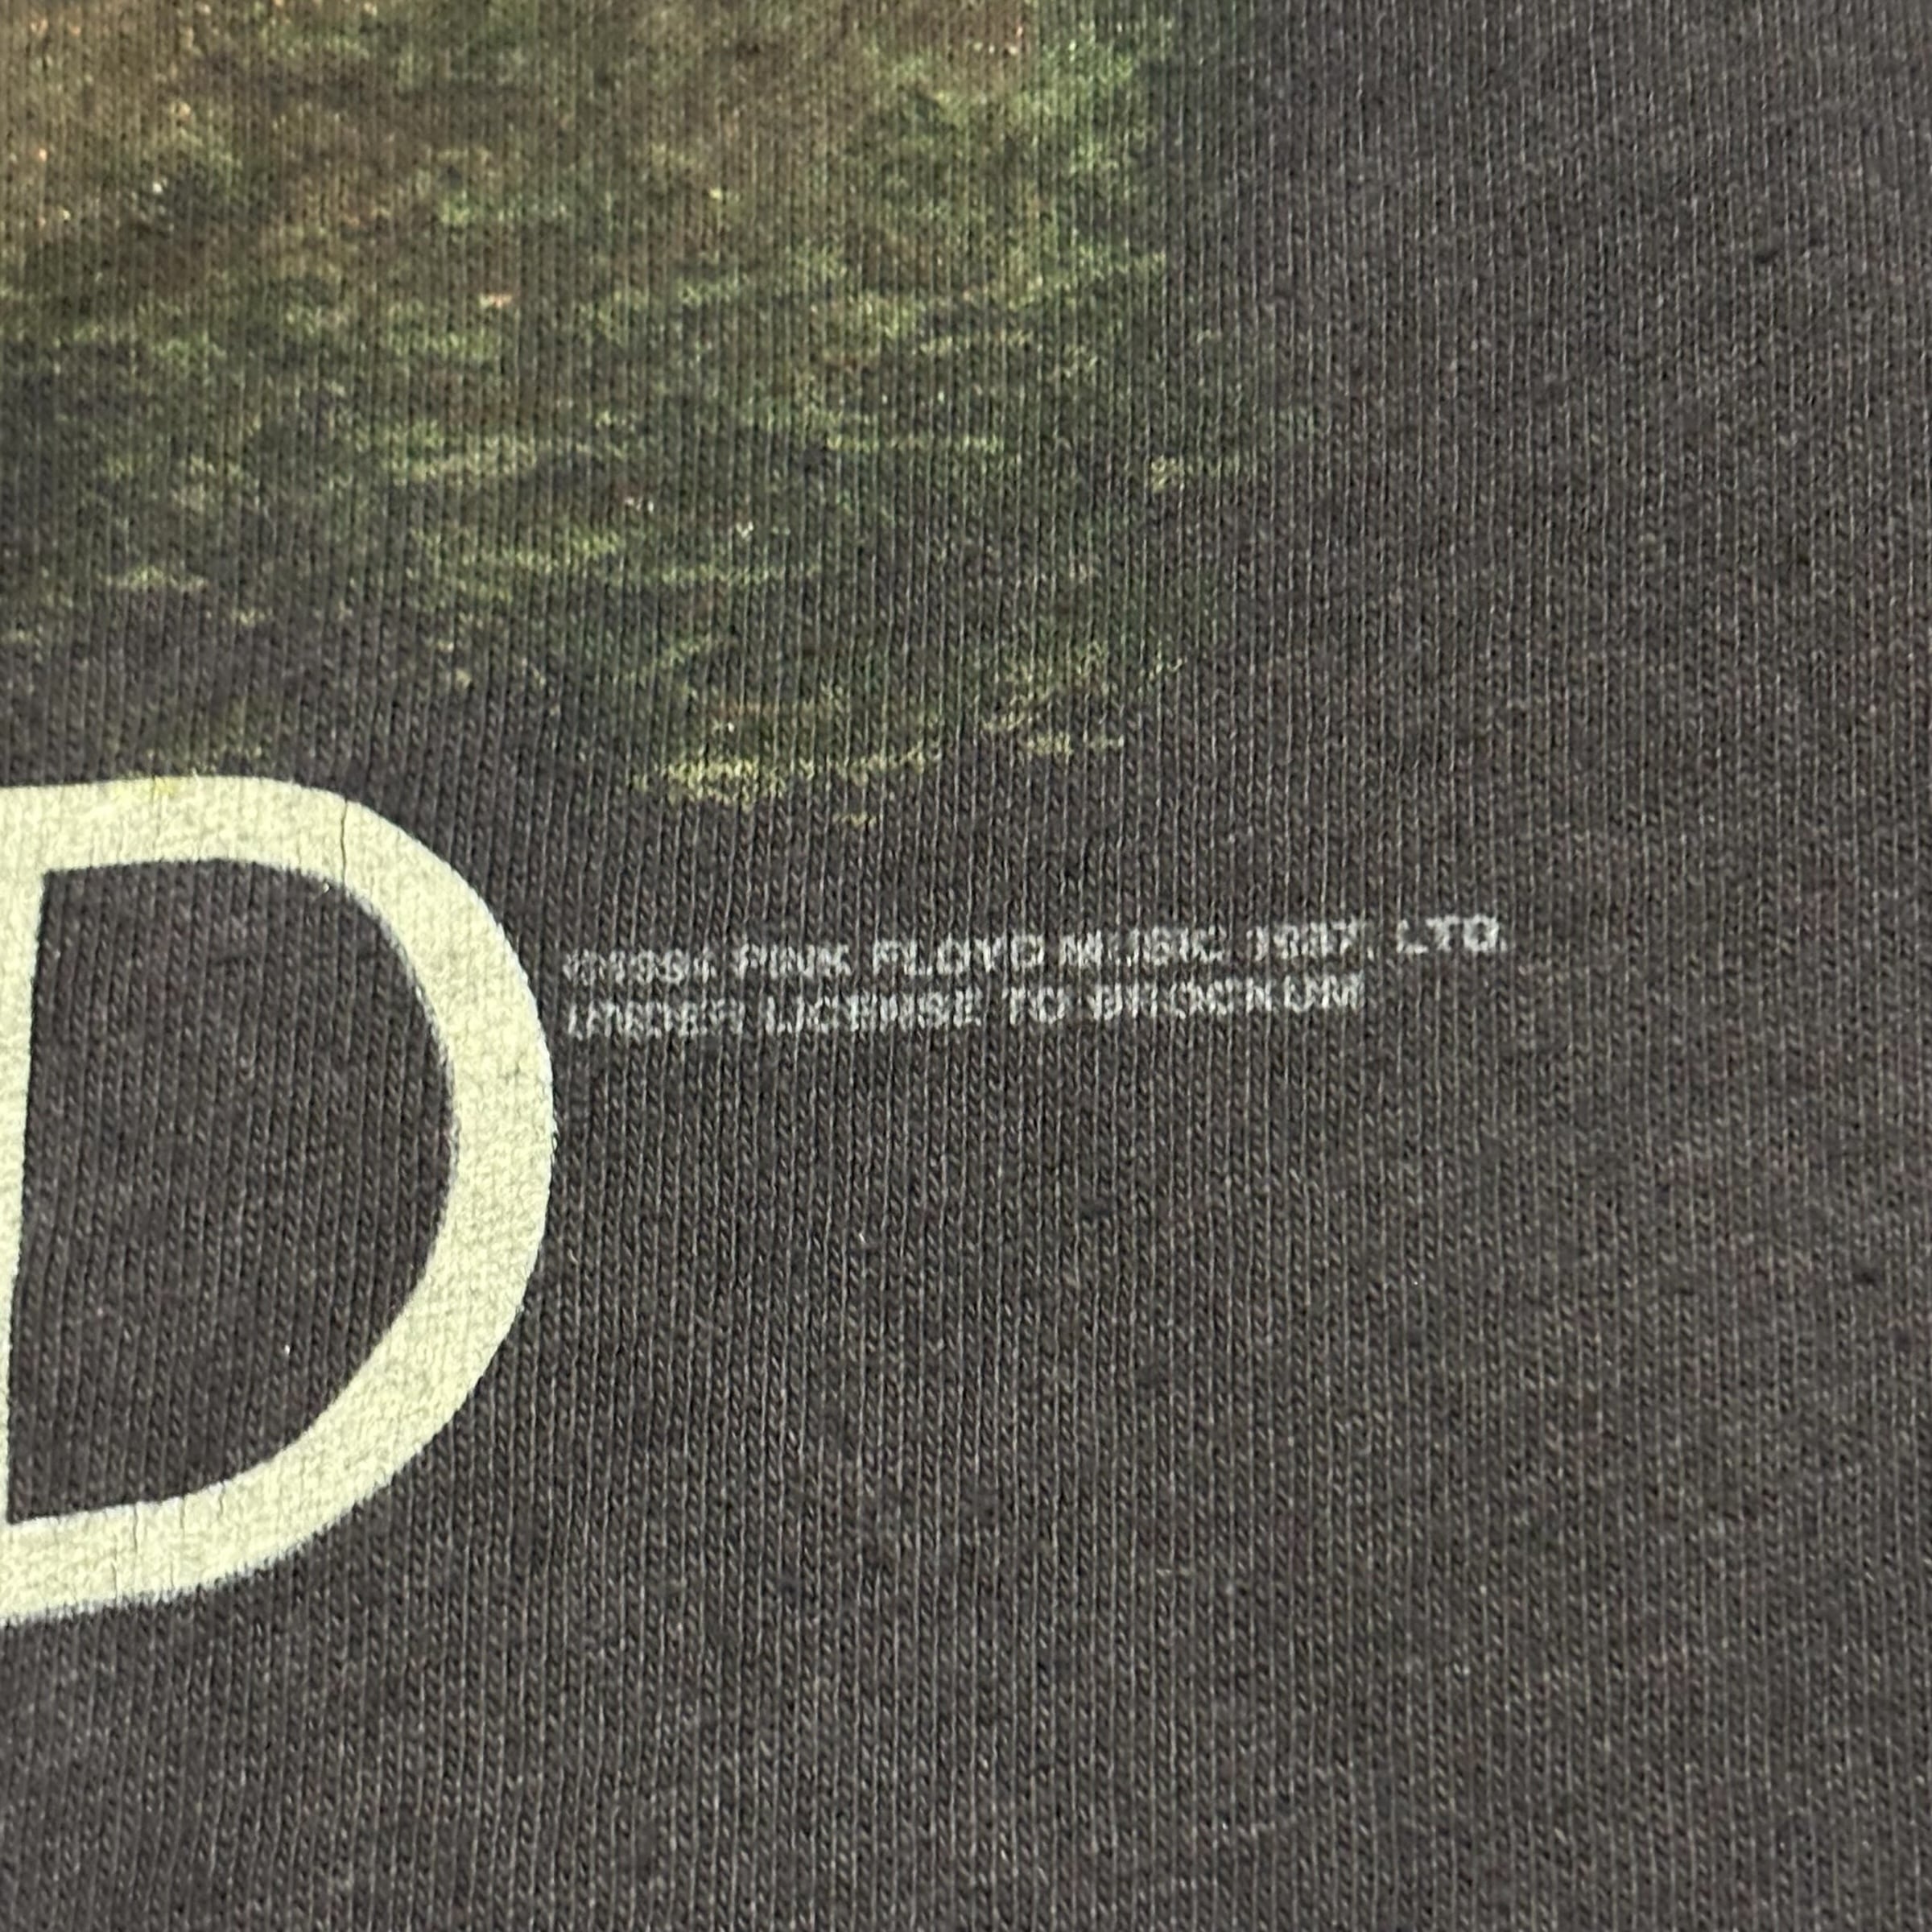 D
©1994 PINK FLOYD MUSIC 1987, LTD.
UNDER LICENSE TO BROCKUM